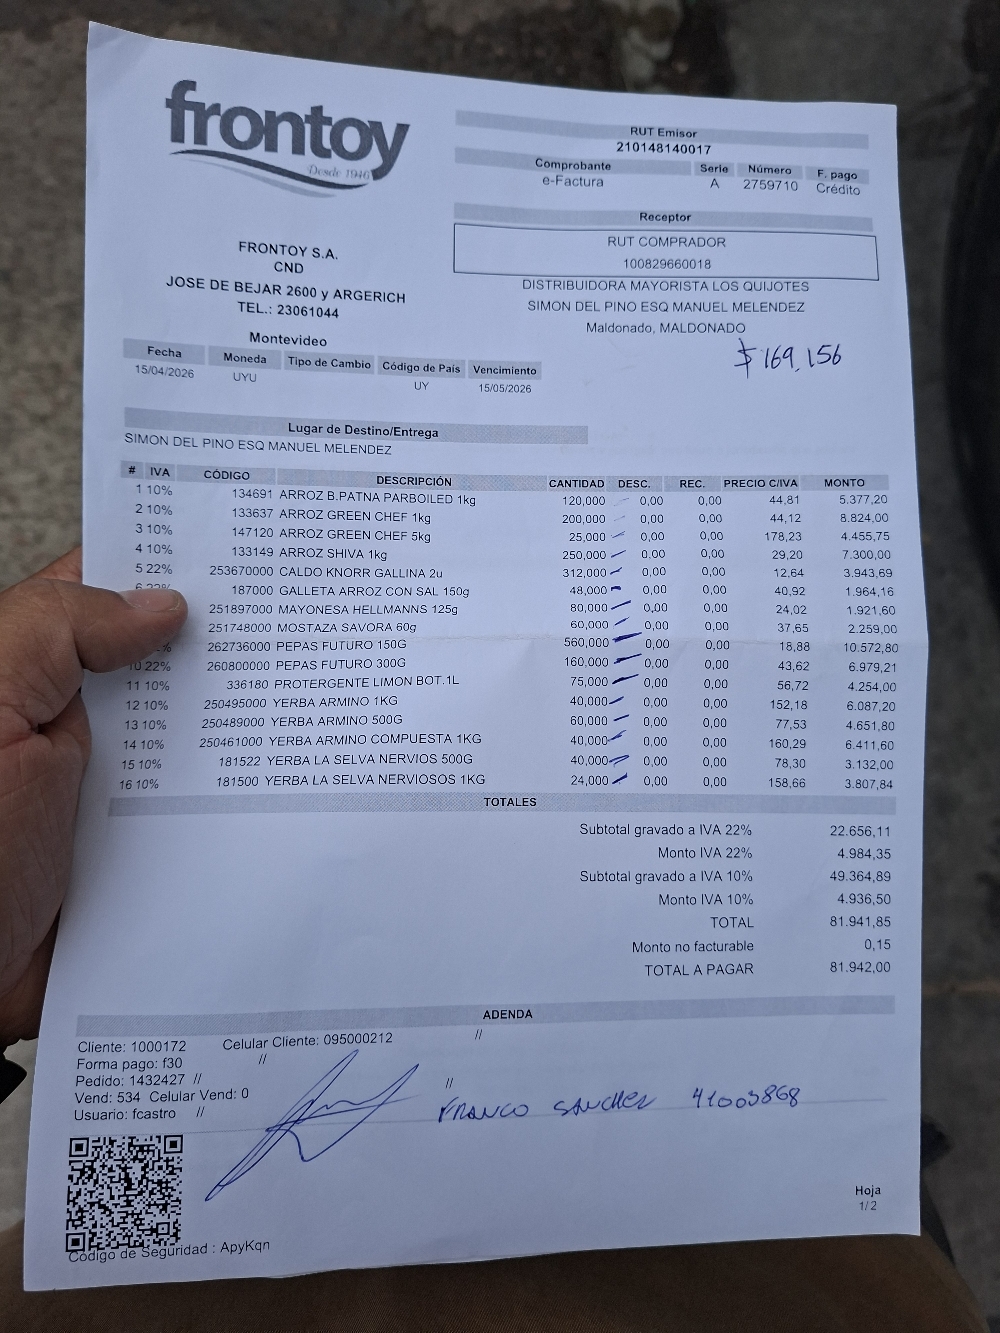 frontoy
Desde 1946
RUT Emisor
210148140017
Comprobante Serie Número F. pago
e-Factura A 2759710 Crédito
Receptor
RUT COMPRADOR
100829660018
DISTRIBUIDORA MAYORISTA LOS QUIJOTES
SIMON DEL PINO ESQ MANUEL MELENDEZ
Maldonado, MALDONADO
$ 169,156
FRONTOY S.A.
CND
JOSE DE BEJAR 2600 y ARGERICH
TEL.: 23061044
Montevideo
Fecha Moneda Tipo de Cambio Código de País Vencimiento
15/04/2026 UYU UY 15/05/2026
Lugar de Destino/Entrega
SIMON DEL PINO ESQ MANUEL MELENDEZ
# IVA CÓDIGO DESCRIPCIÓN CANTIDAD DESC. REC. PRECIO C/IVA MONTO
1 10% 134691 ARROZ B.PATNA PARBOILED 1kg 120,000 0,00 0,00 44,81 5.377,20
2 10% 133637 ARROZ GREEN CHEF 1kg 200,000 0,00 0,00 44,12 8.824,00
3 10% 147120 ARROZ GREEN CHEF 5kg 25,000 0,00 0,00 178,23 4.455,75
4 10% 133149 ARROZ SHIVA 1kg 250,000 0,00 0,00 29,20 7.300,00
5 22% 253670000 CALDO KNORR GALLINA 2u 312,000 0,00 0,00 12,64 3.943,69
6 22% 187000 GALLETA ARROZ CON SAL 150g 48,000 0,00 0,00 40,92 1.964,16
251897000 MAYONESA HELLMANNS 125g 80,000 0,00 0,00 24,02 1.921,60
251748000 MOSTAZA SAVORA 60g 60,000 0,00 0,00 37,65 2.259,00
262736000 PEPAS FUTURO 150G 560,000 0,00 0,00 18,88 10.572,80
10 22% 260800000 PEPAS FUTURO 300G 160,000 0,00 0,00 43,62 6.979,21
11 10% 336180 PROTERGENTE LIMON BOT.1L 75,000 0,00 0,00 56,72 4.254,00
12 10% 250495000 YERBA ARMINO 1KG 40,000 0,00 0,00 152,18 6.087,20
13 10% 250489000 YERBA ARMINO 500G 60,000 0,00 0,00 77,53 4.651,80
14 10% 250461000 YERBA ARMINO COMPUESTA 1KG 40,000 0,00 0,00 160,29 6.411,60
15 10% 181522 YERBA LA SELVA NERVIOS 500G 40,000 0,00 0,00 78,30 3.132,00
16 10% 181500 YERBA LA SELVA NERVIOSOS 1KG 24,000 0,00 0,00 158,66 3.807,84
TOTALES
Subtotal gravado a IVA 22% 22.656,11
Monto IVA 22% 4.984,35
Subtotal gravado a IVA 10% 49.364,89
Monto IVA 10% 4.936,50
TOTAL 81.941,85
Monto no facturable 0,15
TOTAL A PAGAR 81.942,00
ADENDA
Cliente: 1000172 Celular Cliente: 095000212 //
Forma pago: f30 //
Pedido: 1432427 //
Vend: 534 Celular Vend: 0 //
Usuario: fcastro //
FRANCO SANCHEZ 41003868
Hoja
1/2
Código de Seguridad : ApyKqn